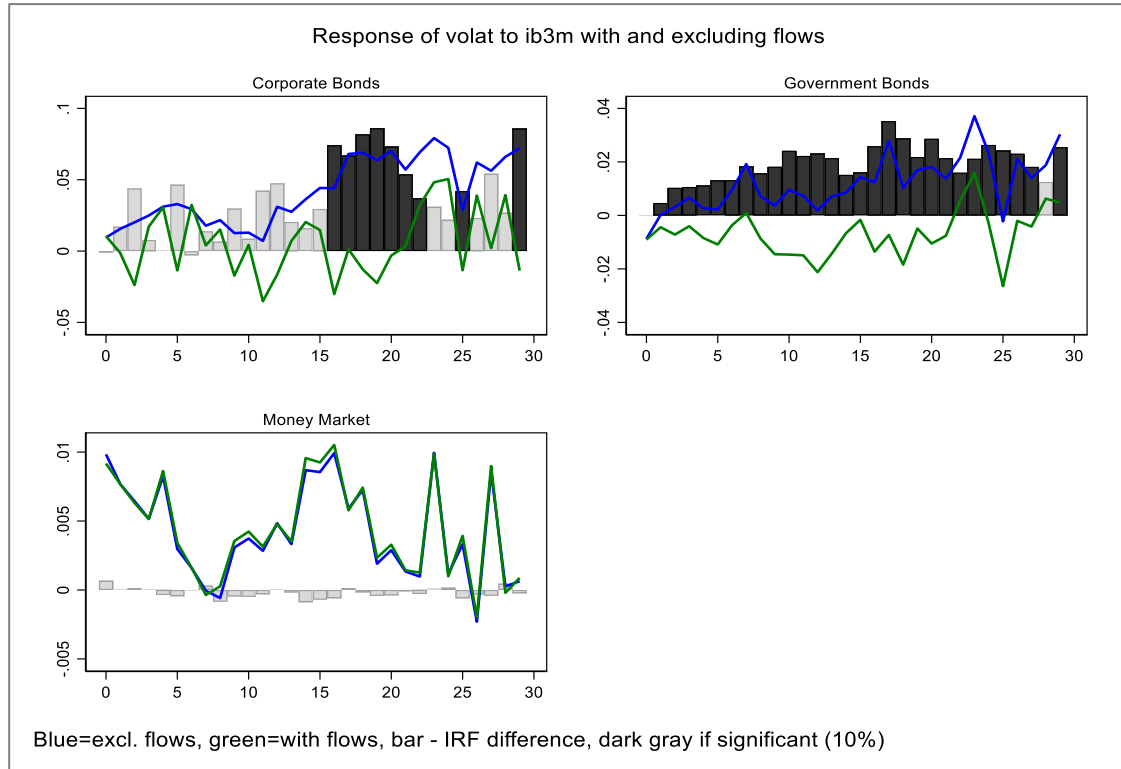 Response of volat to ib3m with and excluding flows
Corporate Bonds
.1
.05
0
-.05
0 5 10 15 20 25 30
Government Bonds
.04
.02
0
-.02
-.04
0 5 10 15 20 25 30
Money Market
.01
.005
0
-.005
0 5 10 15 20 25 30
Blue=excl. flows, green=with flows, bar - IRF difference, dark gray if significant (10%)